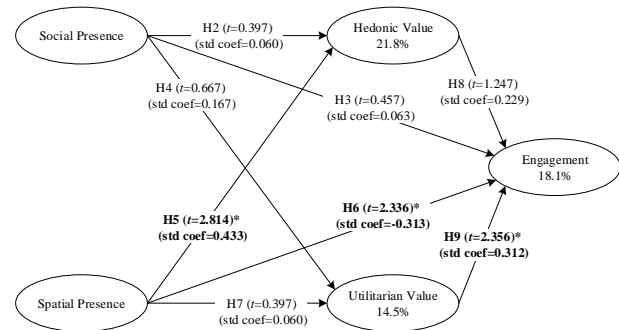 Social Presence
H2 (t=0.397)
(std coef=0.060)
Hedonic Value
21.8%
H4 (t=0.667)
(std coef=0.167)
H3 (t=0.457)
(std coef=0.063)
H8 (t=1.247)
(std coef=0.229)
Engagement
18.1%
H5 (t=2.814)*
(std coef=0.433)
H6 (t=2.336)*
(std coef=-0.313)
H9 (t=2.356)*
(std coef=0.312)
Spatial Presence
H7 (t=0.397)
(std coef=0.060)
Utilitarian Value
14.5%